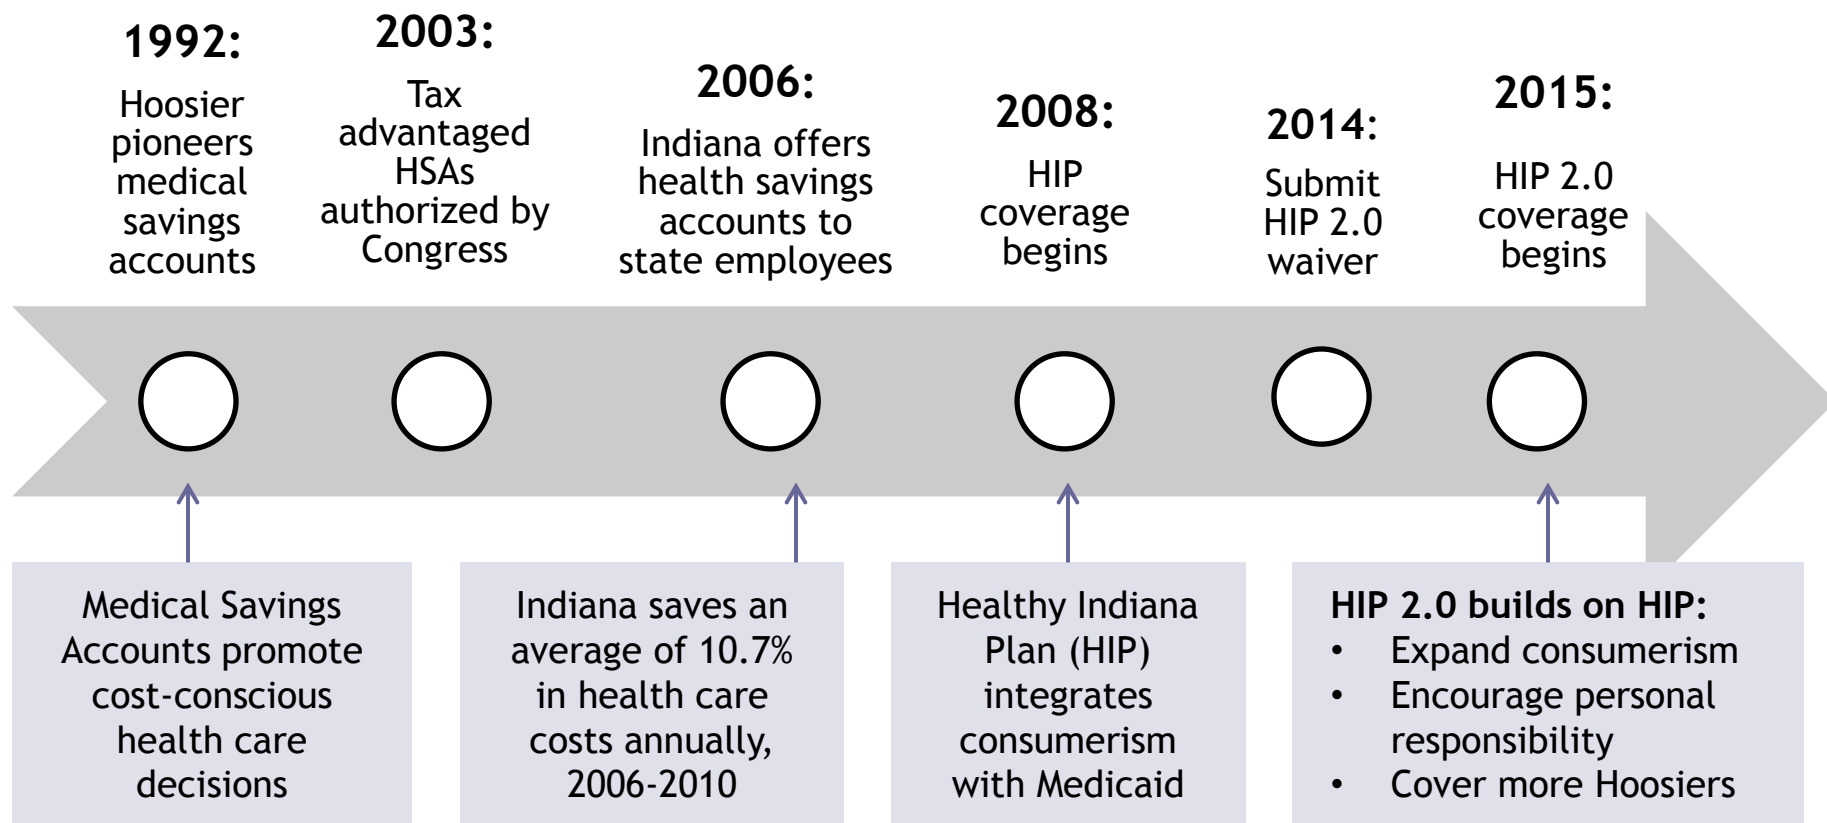 1992:
Hoosier
pioneers
medical
savings
accounts
2003:
Tax
advantaged
HSAs
authorized by
Congress
2006:
Indiana offers
health savings
accounts to
state employees
2008:
HIP
coverage
begins
2014:
Submit
HIP 2.0
waiver
2015:
HIP 2.0
coverage
begins
Medical Savings
Accounts promote
cost-conscious
health care
decisions
Indiana saves an
average of 10.7%
in health care
costs annually,
2006-2010
Healthy Indiana
Plan (HIP)
integrates
consumerism
with Medicaid
HIP 2.0 builds on HIP:
• Expand consumerism
• Encourage personal
responsibility
• Cover more Hoosiers